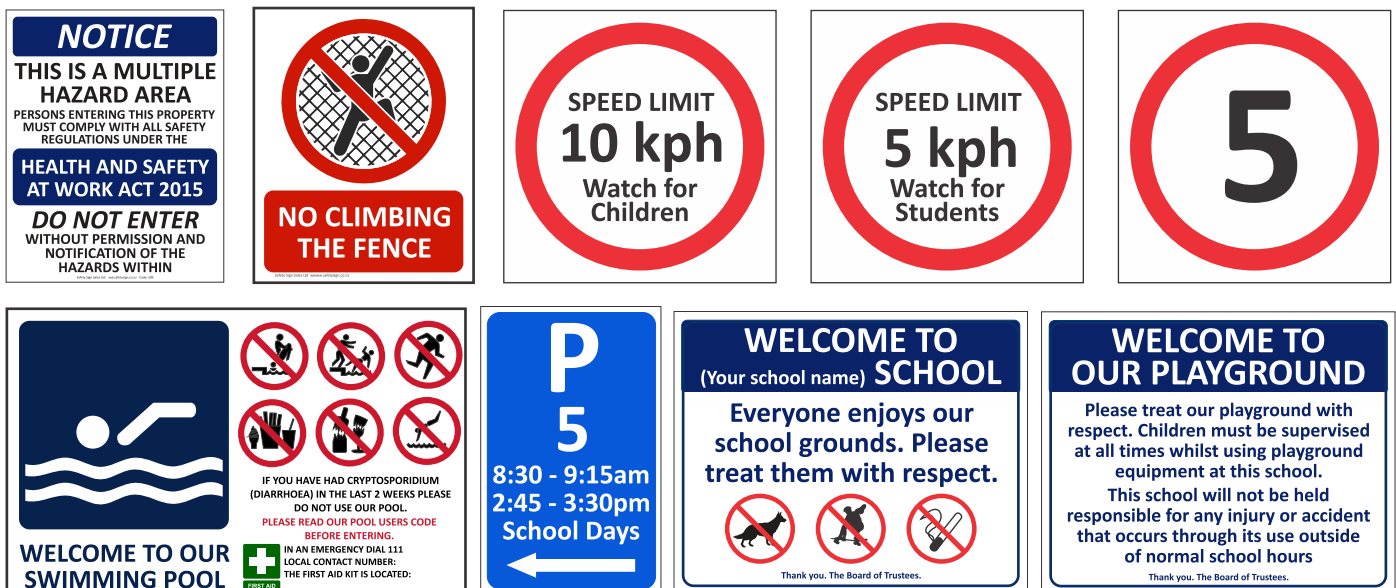 NOTICE
THIS IS A MULTIPLE
HAZARD AREA
PERSONS ENTERING THIS PROPERTY
MUST COMPLY WITH ALL SAFETY
REGULATIONS UNDER THE
HEALTH AND SAFETY
AT WORK ACT 2015
DO NOT ENTER
WITHOUT PERMISSION AND
NOTIFICATION OF THE
HAZARDS WITHIN
NO CLIMBING
THE FENCE
SPEED LIMIT
10 kph
Watch for
Children
SPEED LIMIT
5 kph
Watch for
Students
5
IF YOU HAVE HAD CRYPTOSPORIDIUM
(DIARRHOEA) IN THE LAST 2 WEEKS PLEASE
DO NOT USE OUR POOL.
PLEASE READ OUR POOL USERS CODE
BEFORE ENTERING.
IN AN EMERGENCY DIAL 111
LOCAL CONTACT NUMBER:
THE FIRST AID KIT IS LOCATED:
FIRST AID
WELCOME TO OUR
SWIMMING POOL
P
5
8:30 - 9:15am
2:45 - 3:30pm
School Days
WELCOME TO
(Your school name) SCHOOL
Everyone enjoys our
school grounds. Please
treat them with respect.
Thank you. The Board of Trustees.
WELCOME TO
OUR PLAYGROUND
Please treat our playground with
respect. Children must be supervised
at all times whilst using playground
equipment at this school.
This school will not be held
responsible for any injury or accident
that occurs through its use outside
of normal school hours
Thank you. The Board of Trustees.